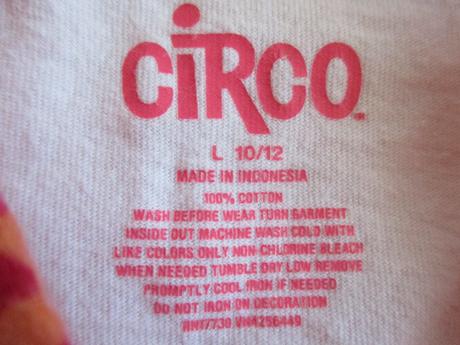 CiRCO
L 10/12
MADE IN INDONESIA
100% COTTON
WASH BEFORE WEAR TURN GARMENT
INSIDE OUT MACHINE WASH COLD WITH
LIKE COLORS ONLY NON-CHLORINE BLEACH
WHEN NEEDED TUMBLE DRY LOW REMOVE
PROMPTLY COOL IRON IF NEEDED
DO NOT IRON ON DECORATION